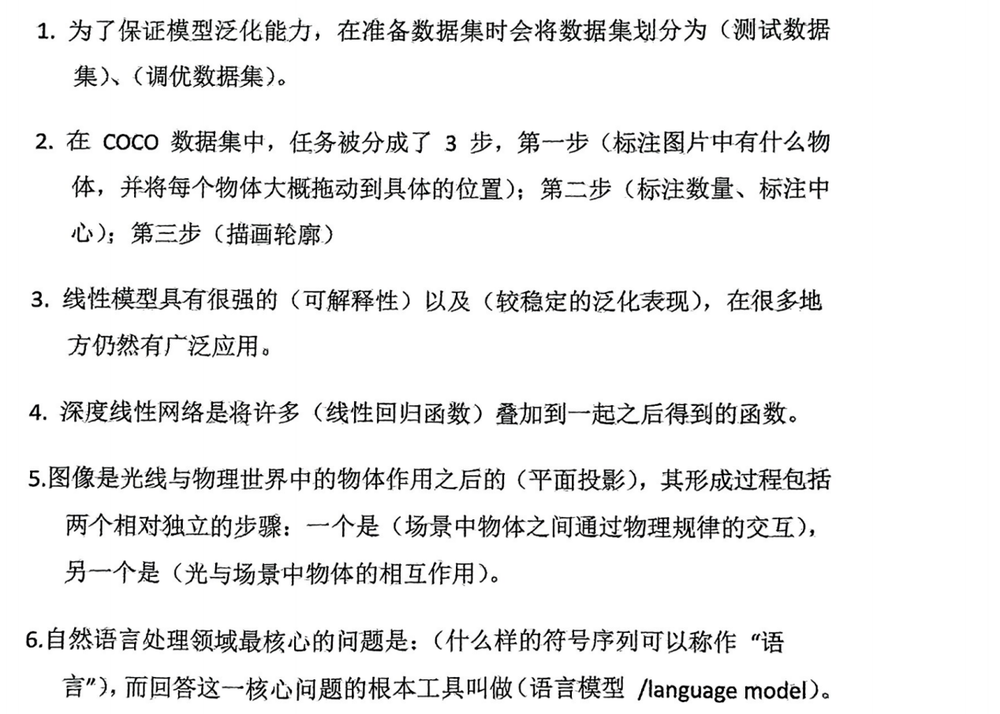 1. 为了保证模型泛化能力，在准备数据集时会将数据集划分为（测试数据
集）、（调优数据集）。
2. 在 COCO 数据集中，任务被分成了 3 步，第一步（标注图片中有什么物
体，并将每个物体大概拖动到具体的位置）；第二步（标注数量、标注中
心）；第三步（描画轮廓）
3. 线性模型具有很强的（可解释性）以及（较稳定的泛化表现），在很多地
方仍然有广泛应用。
4. 深度线性网络是将许多（线性回归函数）叠加到一起之后得到的函数。
5.图像是光线与物理世界中的物体作用之后的（平面投影），其形成过程包括
两个相对独立的步骤：一个是（场景中物体之间通过物理规律的交互），
另一个是（光与场景中物体的相互作用）。
6.自然语言处理领域最核心的问题是：（什么样的符号序列可以称作 “语
言”），而回答这一核心问题的根本工具叫做（语言模型 /language model）。